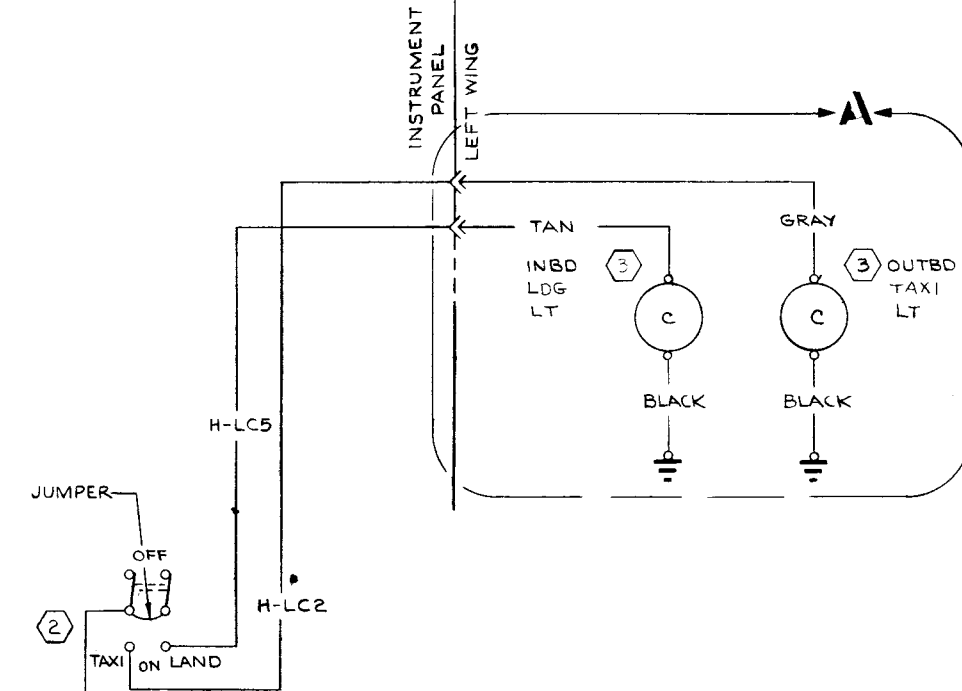 INSTRUMENT
PANEL
LEFT WING
A
TAN
GRAY
INBD
LDG
LT
3
3
OUTBD
TAXI
LT
C
C
BLACK
BLACK
H-LC5
JUMPER
OFF
H-LC2
2
TAXI ON LAND